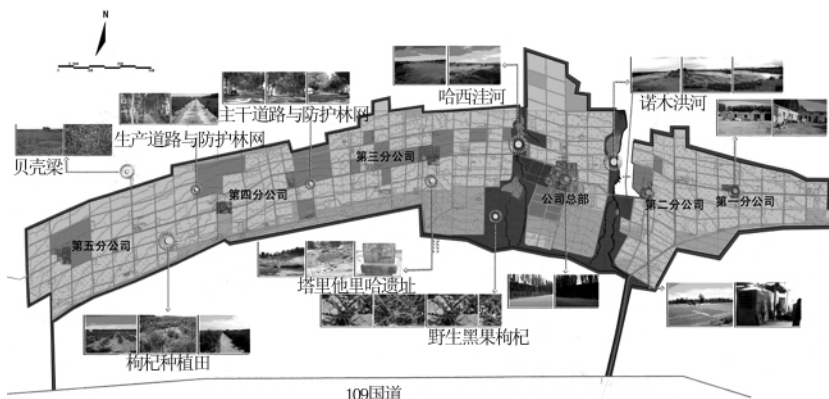 N
哈西洼河
诺木洪河
主干道路与防护林网
生产道路与防护林网
贝壳梁
第三分公司
第四分公司
第五分公司
公司总部
第二分公司
第一分公司
塔里他里哈遗址
野生黑果枸杞
枸杞种植田
109国道